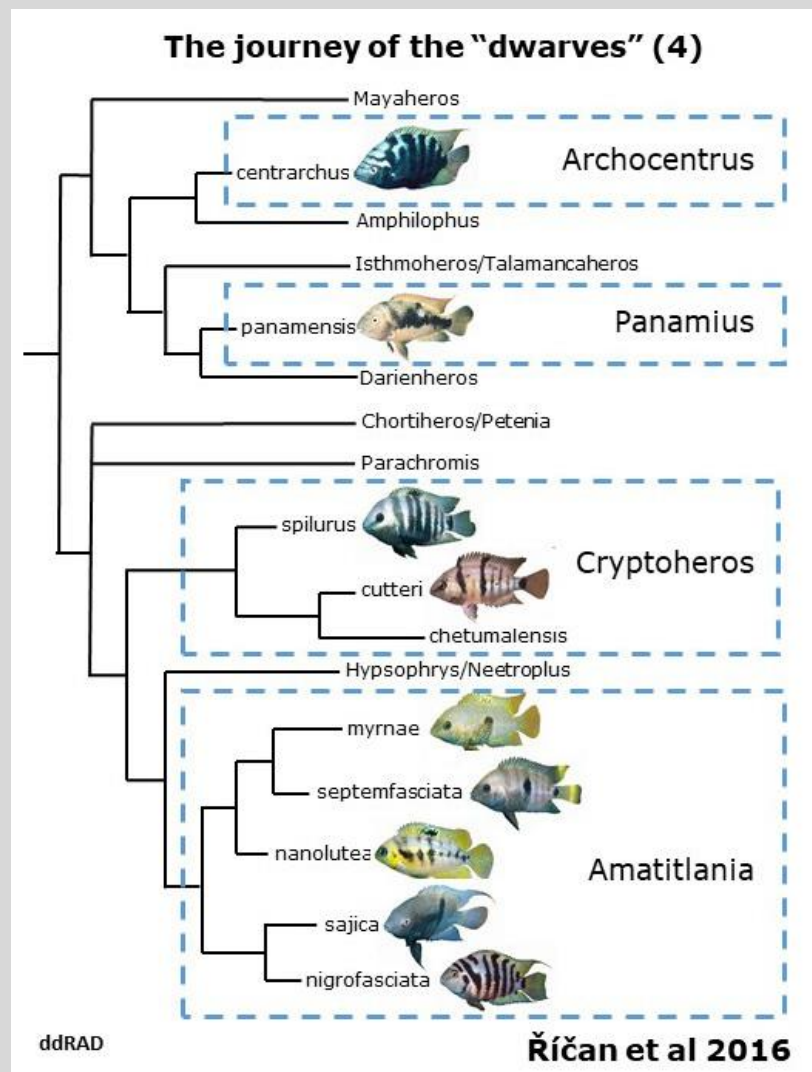 The journey of the “dwarves” (4)
Mayaheros
Archocentrus
centrarchus
Amphilophus
Isthmoheros/Talamancaheros
Panamius
panamensis
Darienheros
Chortiheros/Petenia
Parachromis
spilurus
Cryptoheros
cutteri
chetumalensis
Hypsophrys/Neetroplus
myrnae
septemfasciata
nanolutea
Amatitlania
sajica
nigrofasciata
ddRAD
Říčan et al 2016